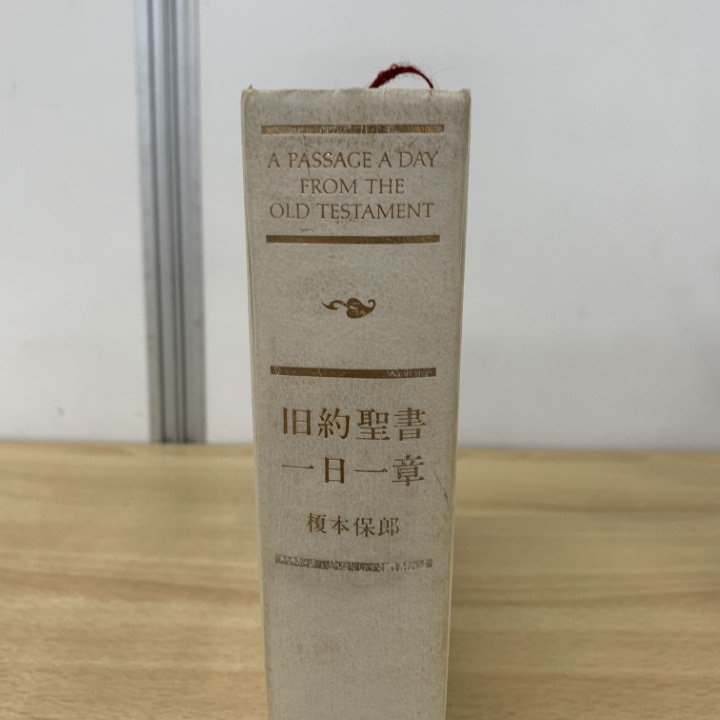 A PASSAGE A DAY
FROM THE
OLD TESTAMENT
旧約聖書
一日一章
榎本保郎